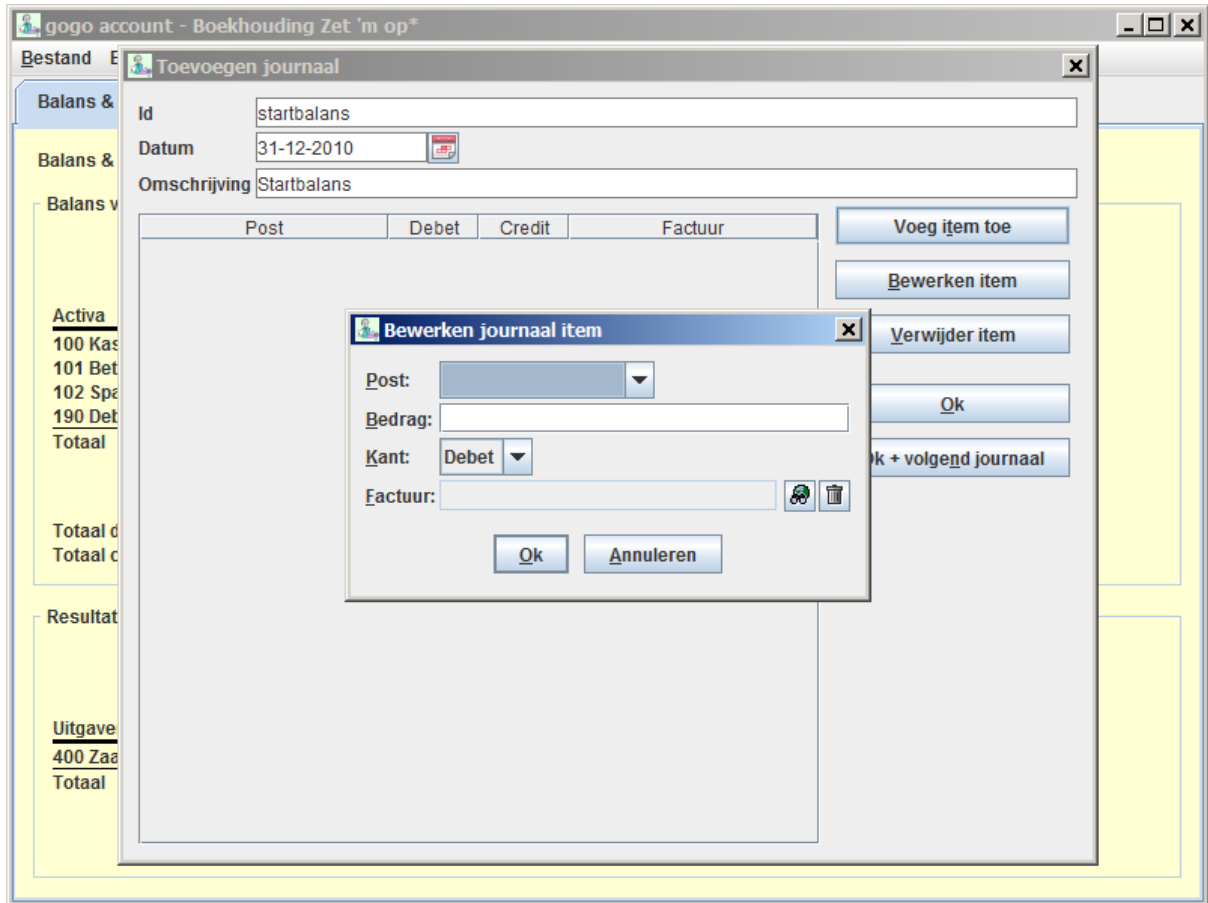 gogo account - Boekhouding Zet 'm op*
Bestand
Toevoegen journaal
Balans &
Id startbalans
Datum 31-12-2010
Balans &
Omschrijving Startbalans
Balans v
Post Debet Credit Factuur
Voeg item toe
Bewerken item
Activa
Bewerken journaal item
Verwijder item
100 Kas
101 Bet
Post:
102 Spa
190 Deb
Bedrag:
Ok
Totaal
Kant: Debet
k + volgend journaal
Factuur:
Totaal d
Totaal c
Ok Annuleren
Resultat
Uitgave
400 Zaa
Totaal